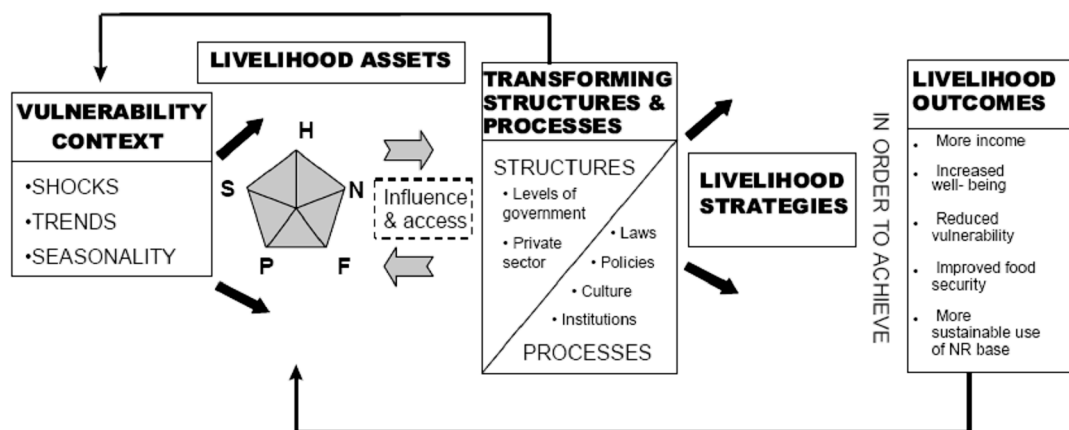 LIVELIHOOD ASSETS
VULNERABILITY
CONTEXT
•SHOCKS
•TRENDS
•SEASONALITY
H
S
N
P
F
Influence
& access
TRANSFORMING
STRUCTURES &
PROCESSES
STRUCTURES
• Levels of
government
• Private
sector
• Laws
• Policies
• Culture
• Institutions
PROCESSES
LIVELIHOOD
STRATEGIES
IN ORDER TO ACHIEVE
LIVELIHOOD
OUTCOMES
• More income
• Increased
well- being
• Reduced
vulnerability
• Improved food
security
• More
sustainable use
of NR base